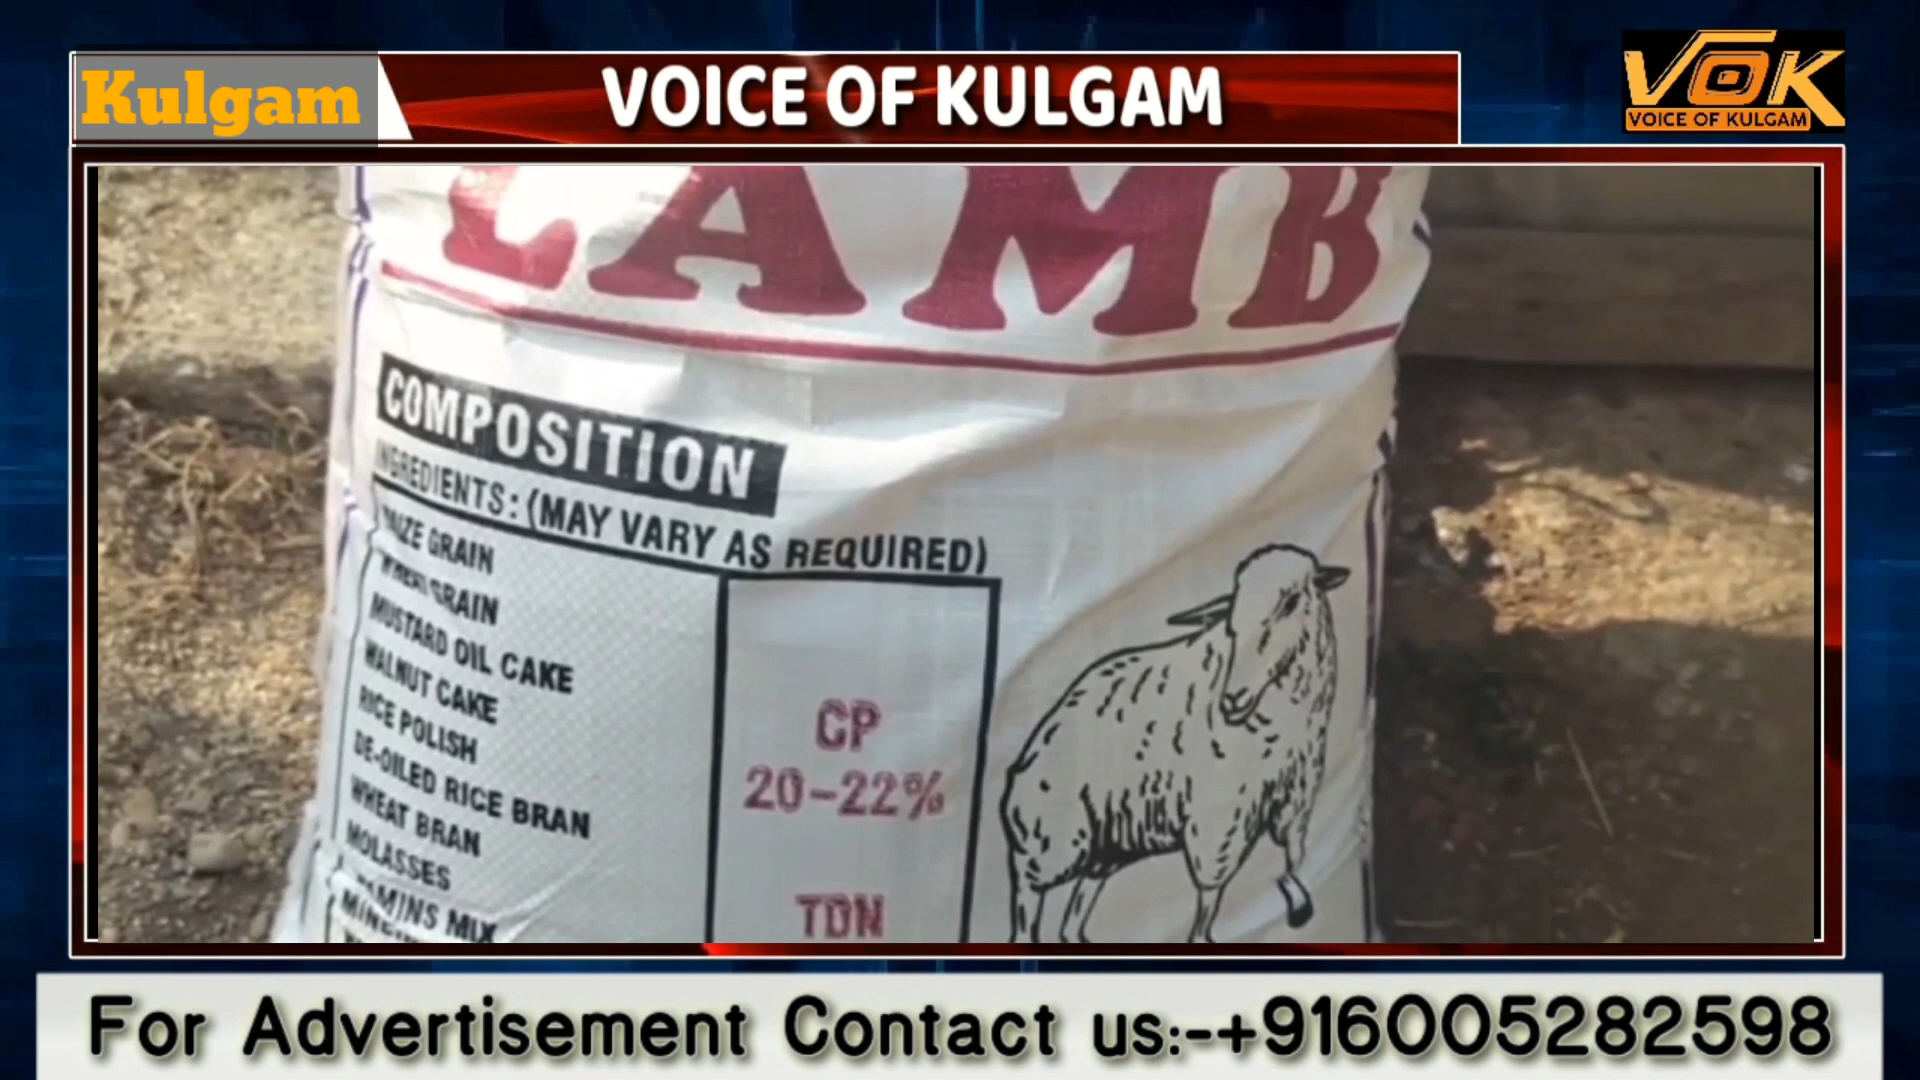 Kulgam
VOICE OF KULGAM
VOK
VOICE OF KULGAM
LAMB
COMPOSITION
INGREDIENTS: (MAY VARY AS REQUIRED)
MAIZE GRAIN
WHEAT GRAIN
MUSTARD OIL CAKE
WALNUT CAKE
RICE POLISH
DE-OILED RICE BRAN
WHEAT BRAN
MOLASSES
MIX
CP
20-22%
TDN
For Advertisement Contact us:-+916005282598